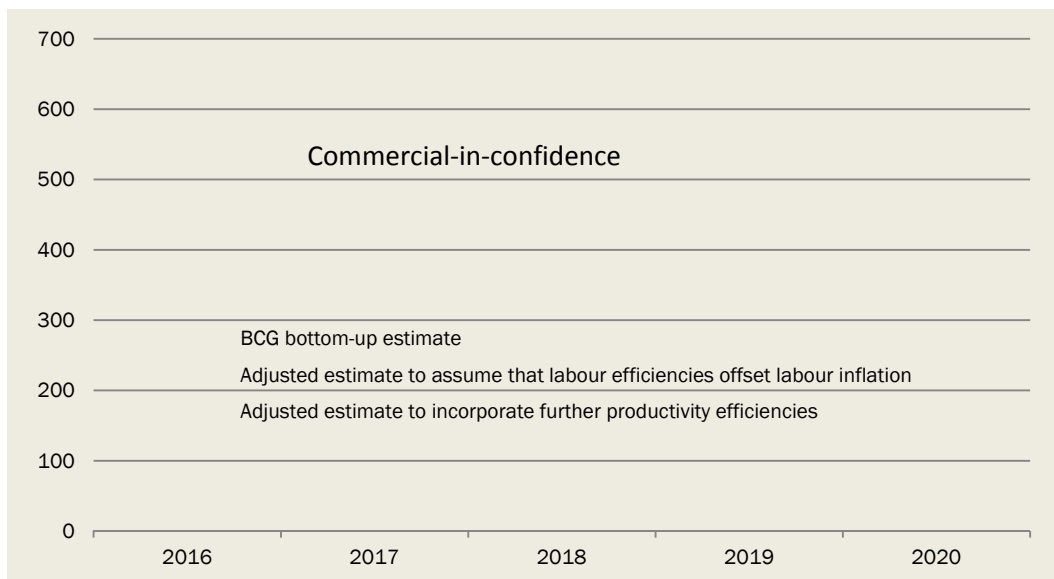 700
600
Commercial-in-confidence
500
400
300
BCG bottom-up estimate
Adjusted estimate to assume that labour efficiencies offset labour inflation
200
Adjusted estimate to incorporate further productivity efficiencies
100
0
2016 2017 2018 2019 2020